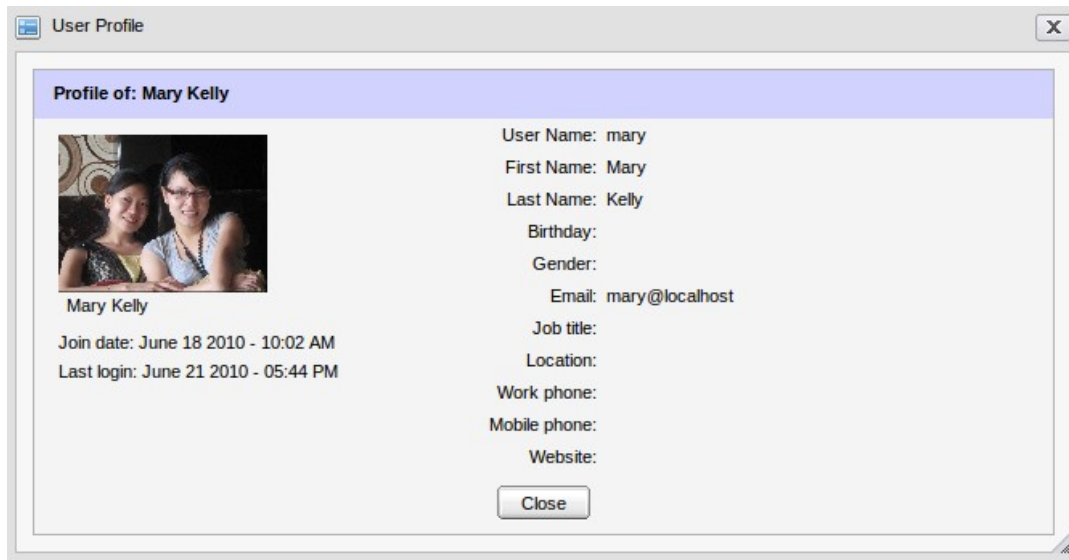 User Profile
X
Profile of: Mary Kelly
Mary Kelly
Join date: June 18 2010 - 10:02 AM
Last login: June 21 2010 - 05:44 PM
User Name: mary
First Name: Mary
Last Name: Kelly
Birthday:
Gender:
Email: mary@localhost
Job title:
Location:
Work phone:
Mobile phone:
Website:
Close